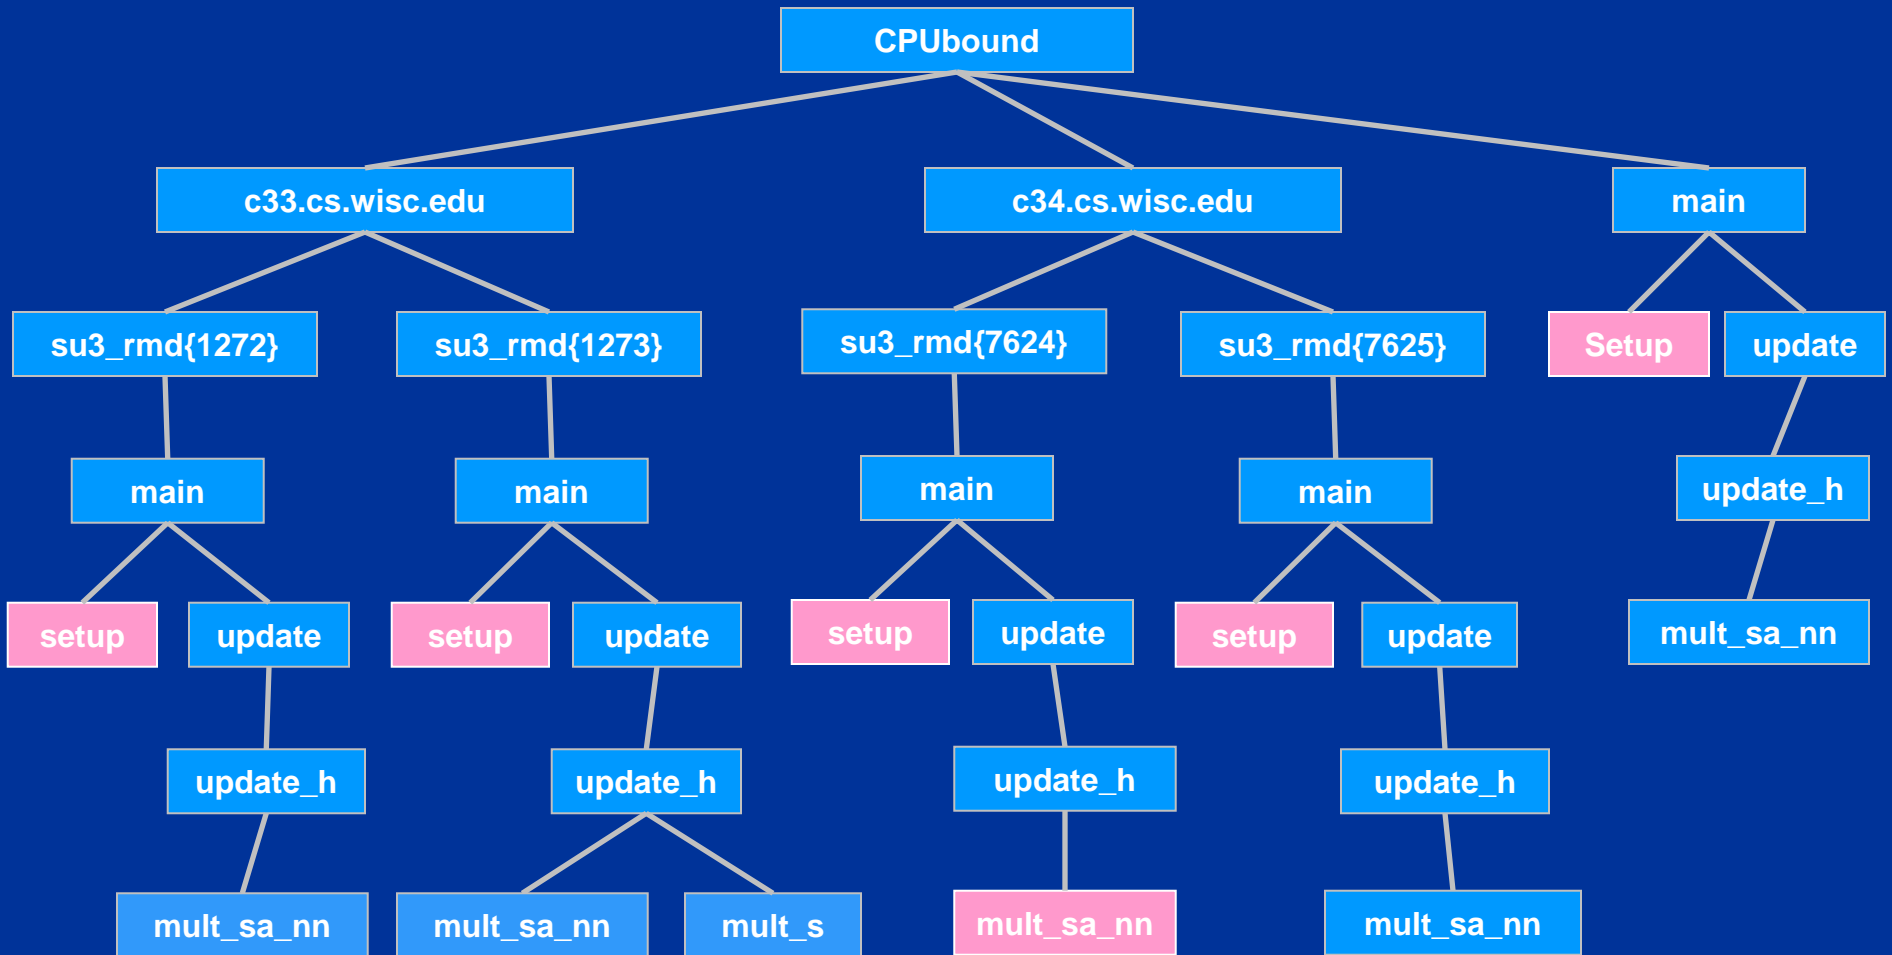 CPUbound
c33.cs.wisc.edu
c34.cs.wisc.edu
main
su3_rmd{1272}
su3_rmd{1273}
su3_rmd{7624}
su3_rmd{7625}
Setup
update
main
main
main
main
update_h
setup
update
setup
update
setup
update
setup
update
mult_sa_nn
update_h
update_h
update_h
update_h
mult_sa_nn
mult_sa_nn
mult_s
mult_sa_nn
mult_sa_nn